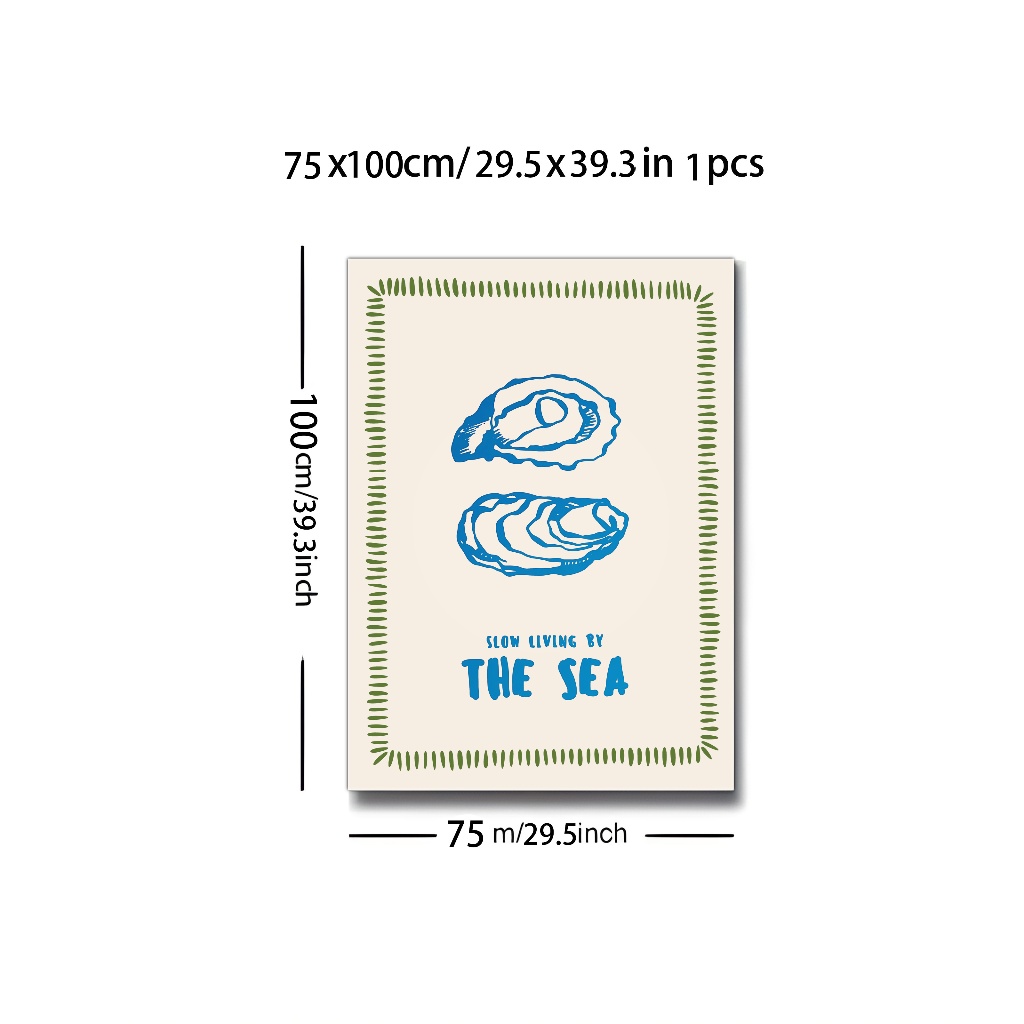 75x100cm/29.5x39.3in 1pcs
100cm/39.3inch
SLOW LIVING BY
THE SEA
75 m/29.5inch